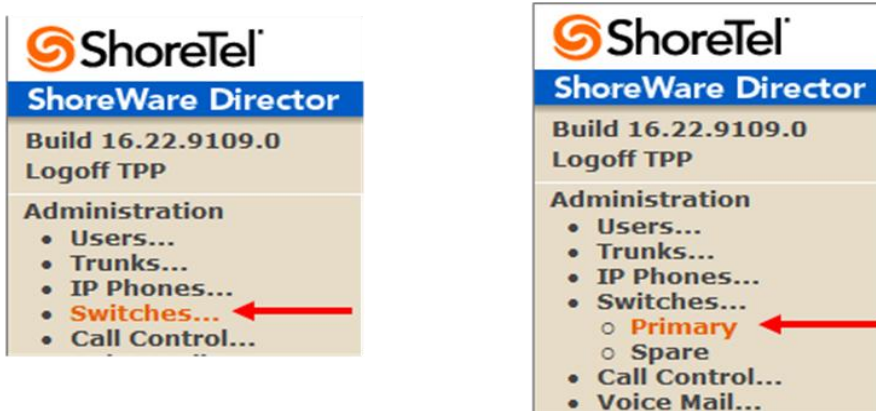 ShoreTel
ShoreWare Director
Build 16.22.9109.0
Logoff TPP
Administration
• Users...
• Trunks...
• IP Phones...
• Switches...
• Call Control...
ShoreTel
ShoreWare Director
Build 16.22.9109.0
Logoff TPP
Administration
• Users...
• Trunks...
• IP Phones...
• Switches...
○ Primary
○ Spare
• Call Control...
• Voice Mail...